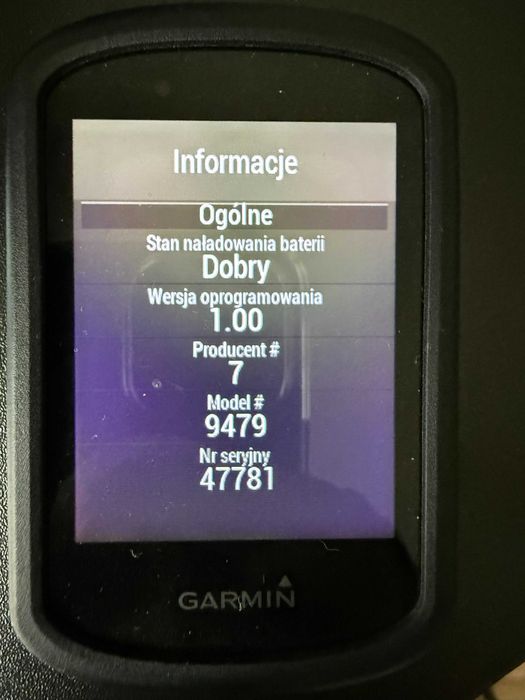 Informacje
Ogólne
Stan naładowania baterii
Dobry
Wersja oprogramowania
1.00
Producent #
7
Model #
9479
Nr seryjny
47781
GARMIN